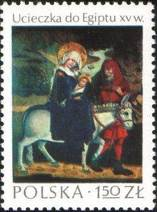 Ucieczka do Egiptu XV w.
POLSKA · 1.50 ZŁ